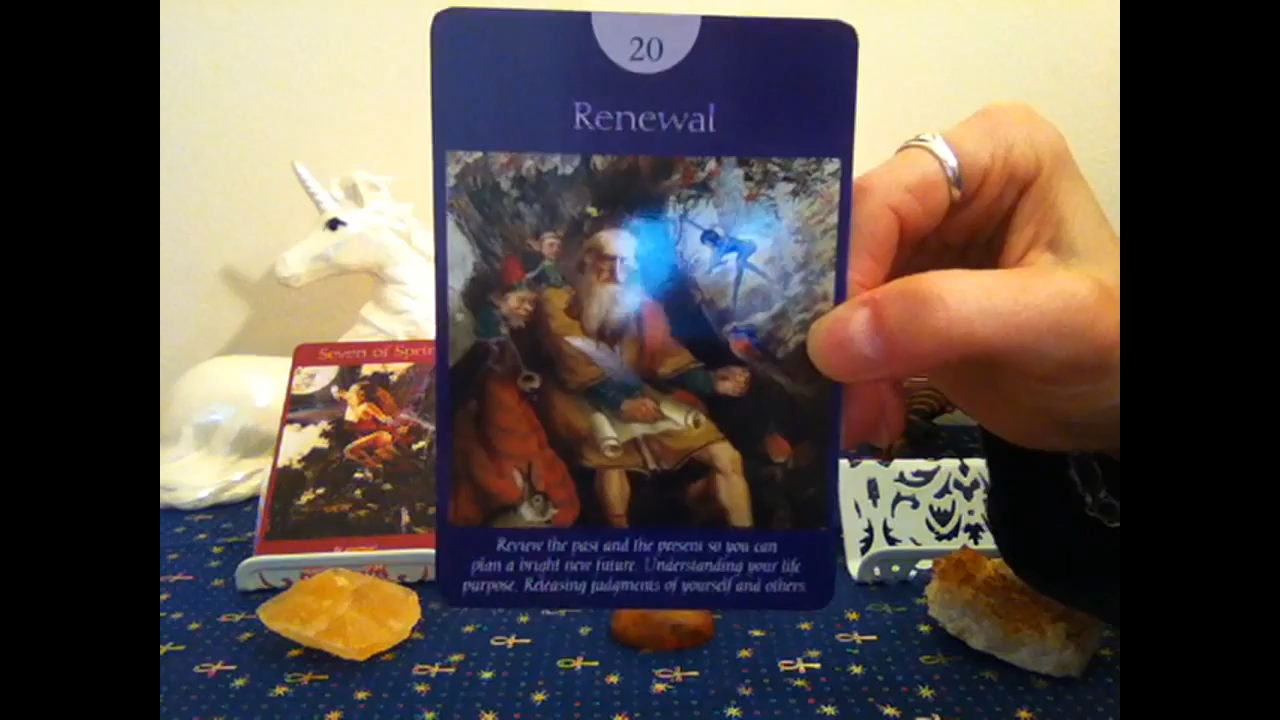 20
Renewal
Seven of Sprin
Review the past and the present so you can
plan a bright new future. Understanding your life
purpose. Releasing judgments of yourself and others.